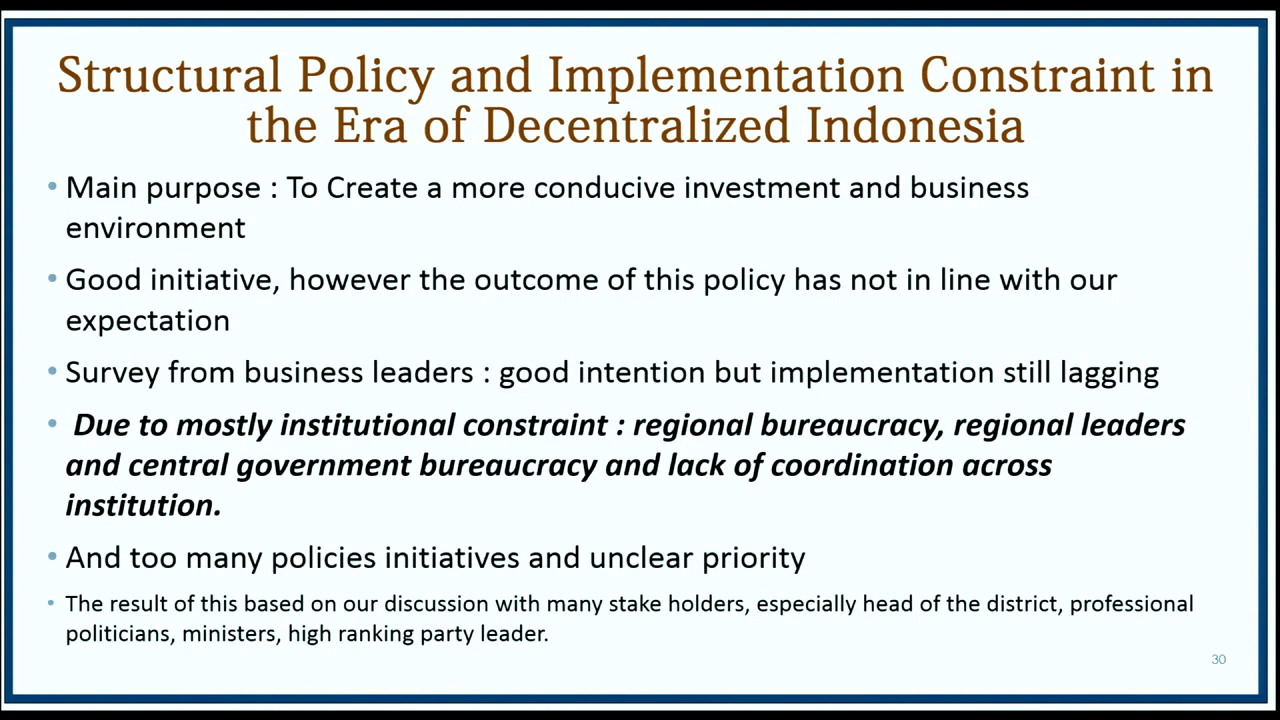 Structural Policy and Implementation Constraint in
the Era of Decentralized Indonesia
• Main purpose : To Create a more conducive investment and business
environment
• Good initiative, however the outcome of this policy has not in line with our
expectation
• Survey from business leaders : good intention but implementation still lagging
• Due to mostly institutional constraint : regional bureaucracy, regional leaders
and central government bureaucracy and lack of coordination across
institution.
• And too many policies initiatives and unclear priority
• The result of this based on our discussion with many stake holders, especially head of the district, professional
politicians, ministers, high ranking party leader.
30